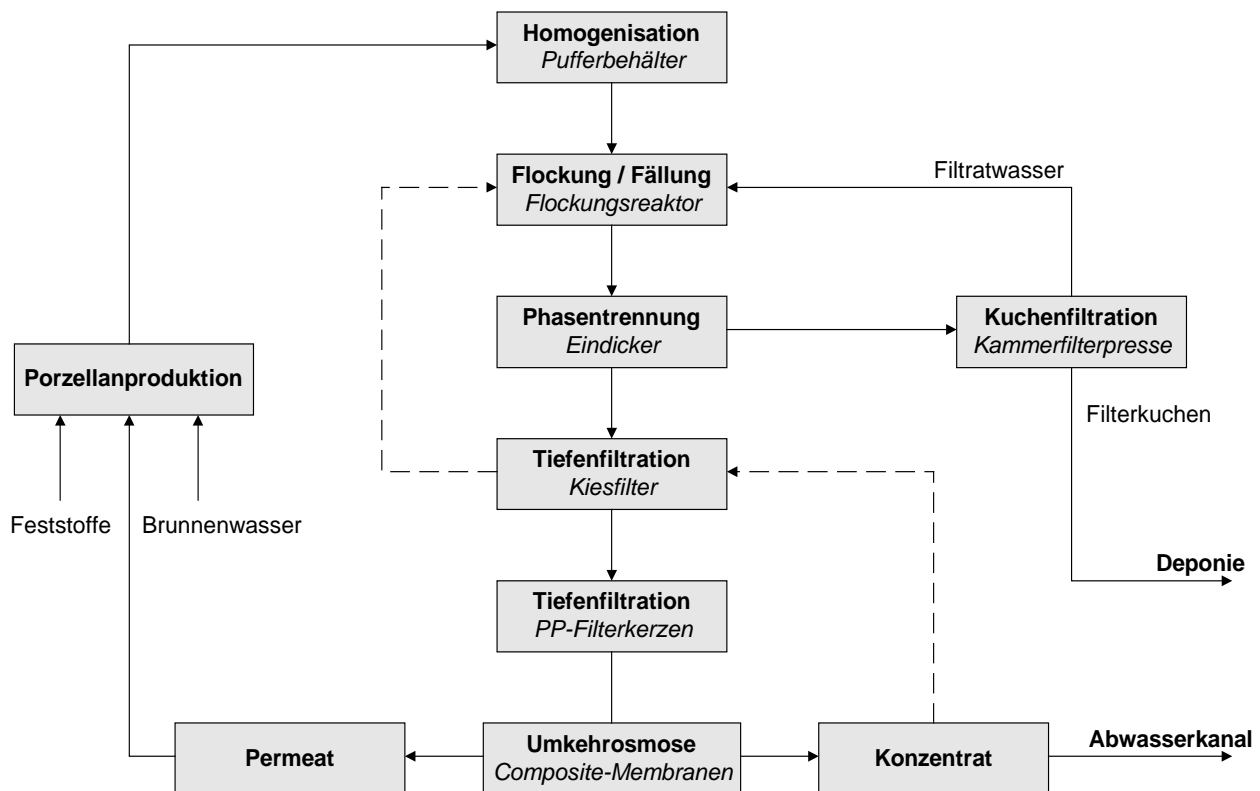 Homogenisation
Pufferbehälter
Flockung / Fällung
Flockungsreaktor
Filtratwasser
Phasentrennung
Eindicker
Kuchenfiltration
Kammerfilterpresse
Porzellanproduktion
Filterkuchen
Tiefenfiltration
Kiesfilter
Feststoffe
Brunnenwasser
Deponie
Tiefenfiltration
PP-Filterkerzen
Permeat
Umkehrosmose
Composite-Membranen
Konzentrat
Abwasserkanal